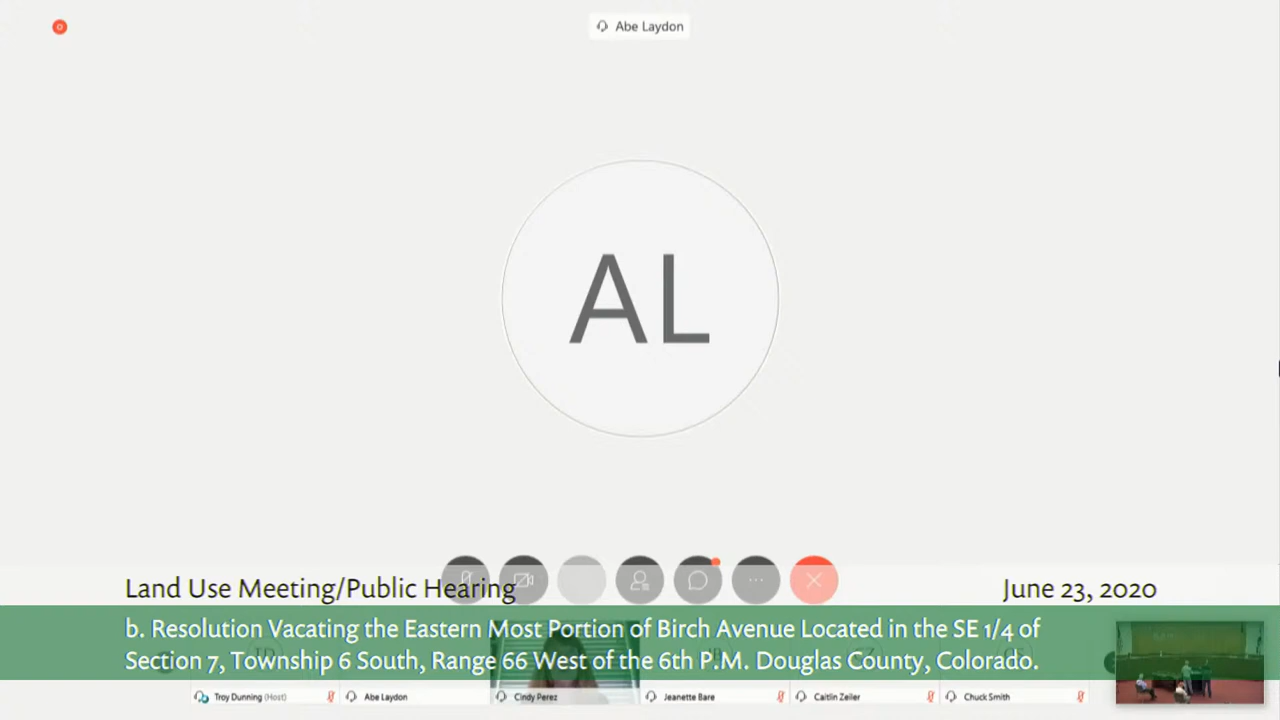 Abe Laydon
AL
Land Use Meeting/Public Hearing
June 23, 2020
b. Resolution Vacating the Eastern Most Portion of Birch Avenue Located in the SE 1/4 of
Section 7, Township 6 South, Range 66 West of the 6th P.M. Douglas County, Colorado.
Troy Dunning (Host)
Abe Laydon
Cindy Perez
Jeanette Bare
Caitlin Zeiler
Chuck Smith